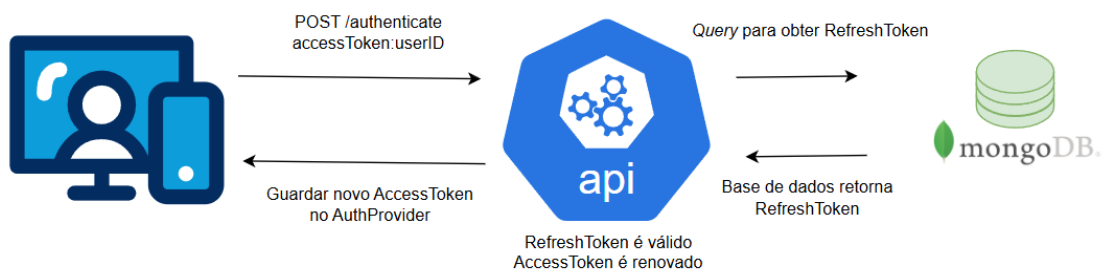 POST /authenticate
accessToken:userID
Query para obter RefreshToken
api
mongoDB®
Guardar novo AccessToken
no AuthProvider
Base de dados retorna
RefreshToken
RefreshToken é válido
AccessToken é renovado